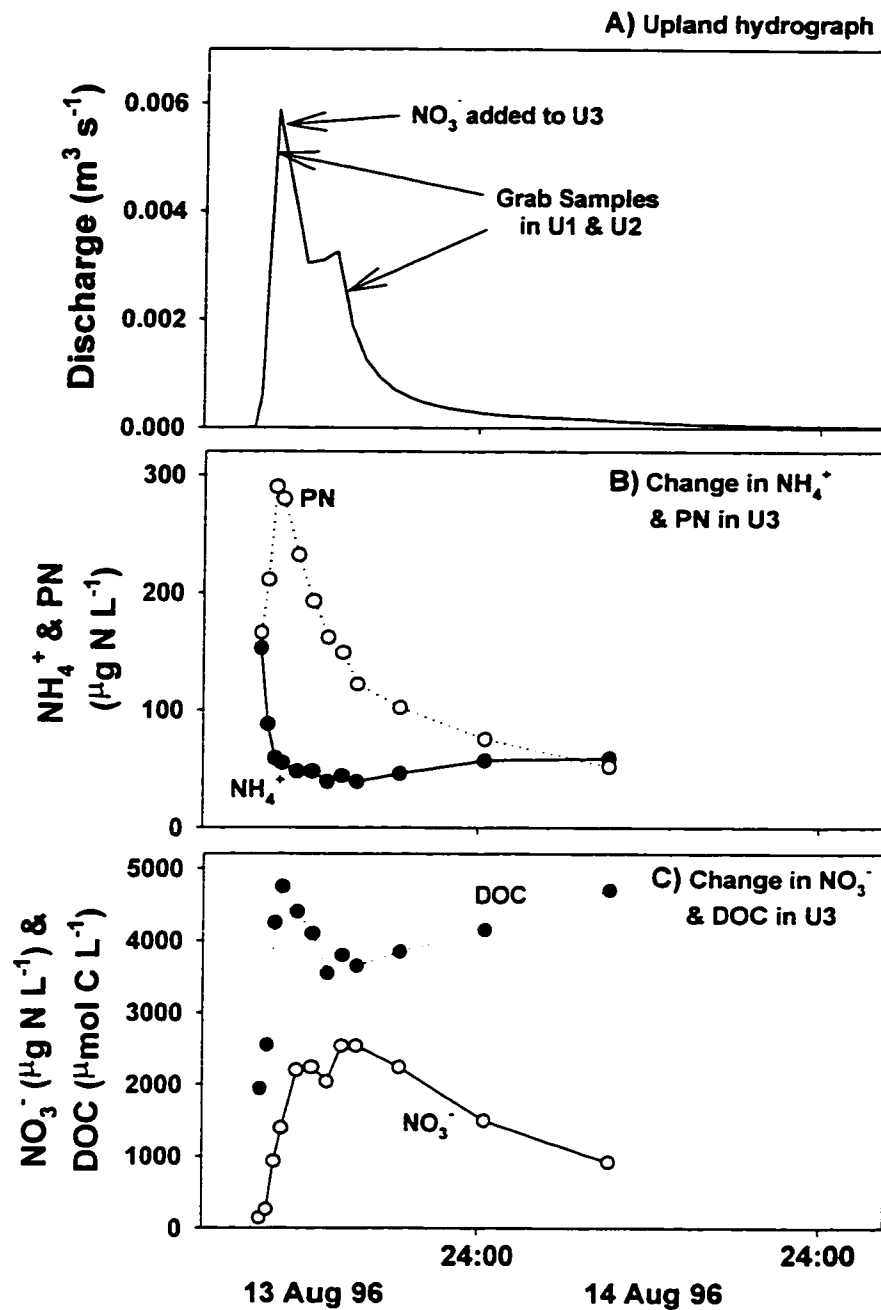 A) Upland hydrograph
0.006
0.004
0.002
0.000
Discharge (m³ s⁻¹)
NO₃⁻ added to U3
Grab Samples
in U1 & U2
B) Change in NH₄⁺
& PN in U3
300
200
100
0
NH₄⁺ & PN
(µg N L⁻¹)
PN
NH₄⁺
C) Change in NO₃⁻
& DOC in U3
5000
4000
3000
2000
1000
0
NO₃⁻ (µg N L⁻¹) &
DOC (µmol C L⁻¹)
DOC
NO₃⁻
24:00
24:00
13 Aug 96
14 Aug 96